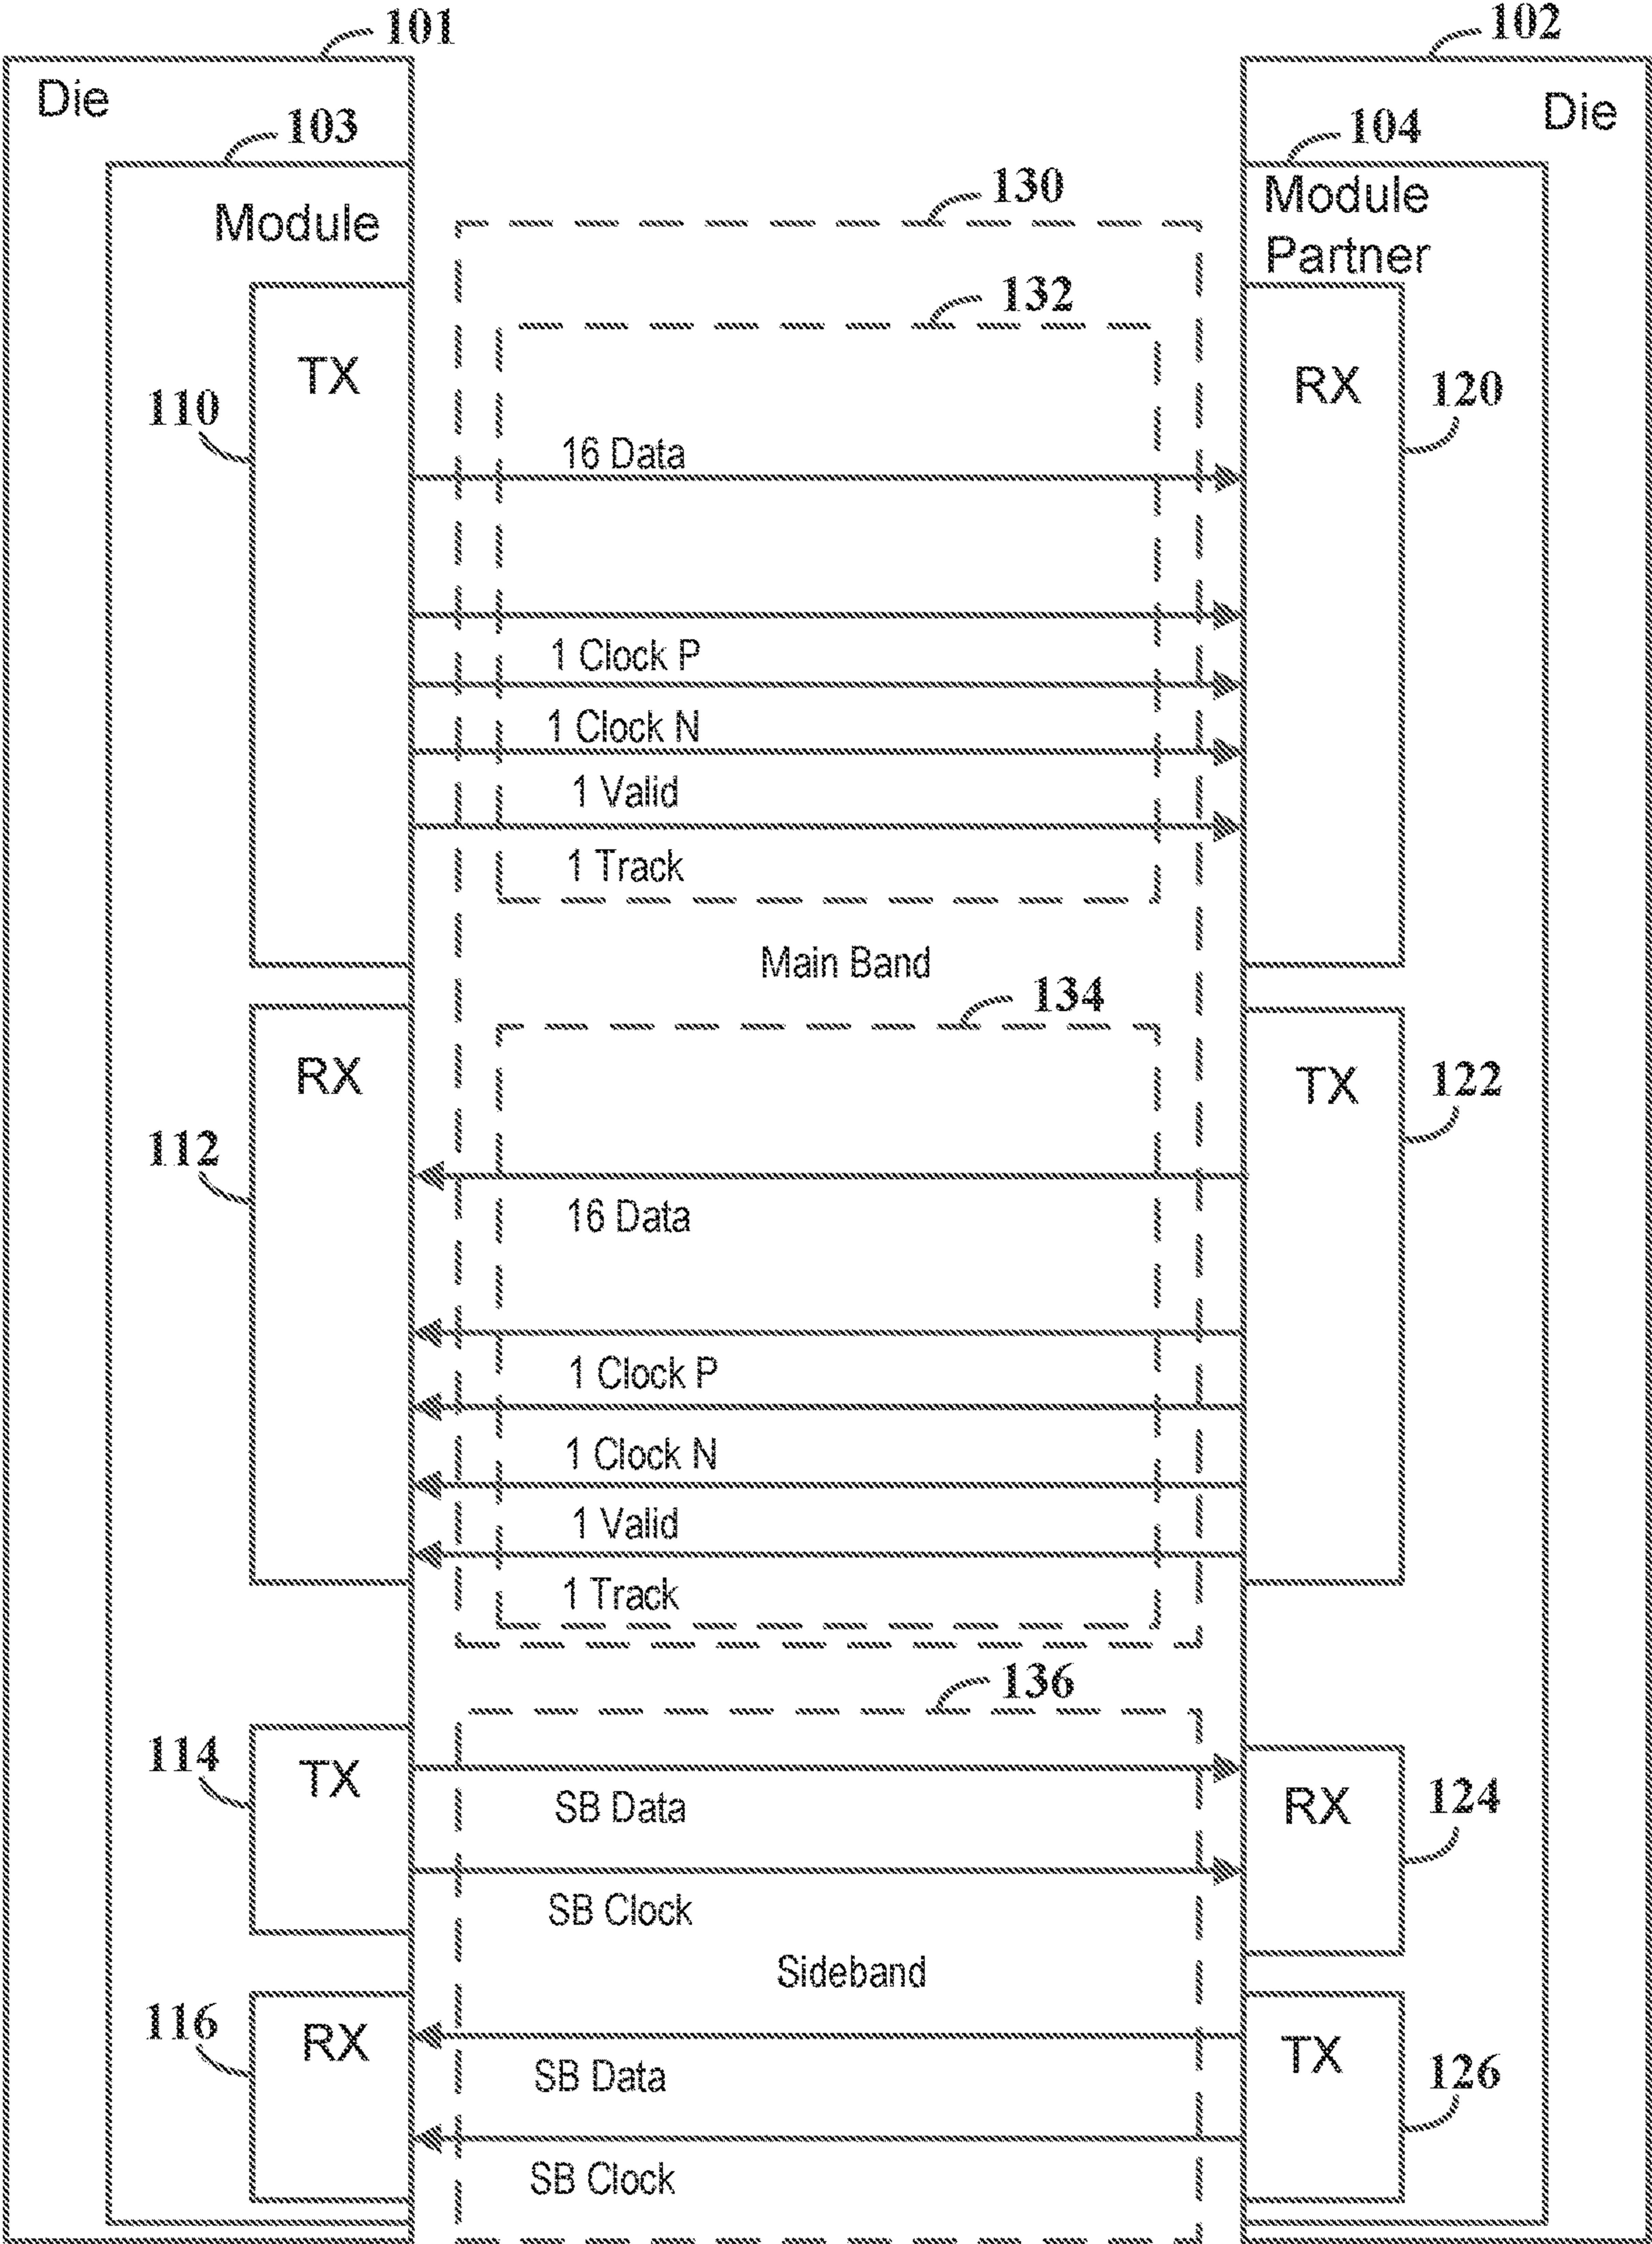 101
102
Die
Die
103
104
Module
Module
Partner
130
132
TX
RX
110
120
16 Data
1 Clock P
1 Clock N
1 Valid
1 Track
Main Band
134
RX
TX
112
122
16 Data
1 Clock P
1 Clock N
1 Valid
1 Track
136
114
TX
SB Data
RX
124
SB Clock
Sideband
116
RX
TX
126
SB Data
SB Clock